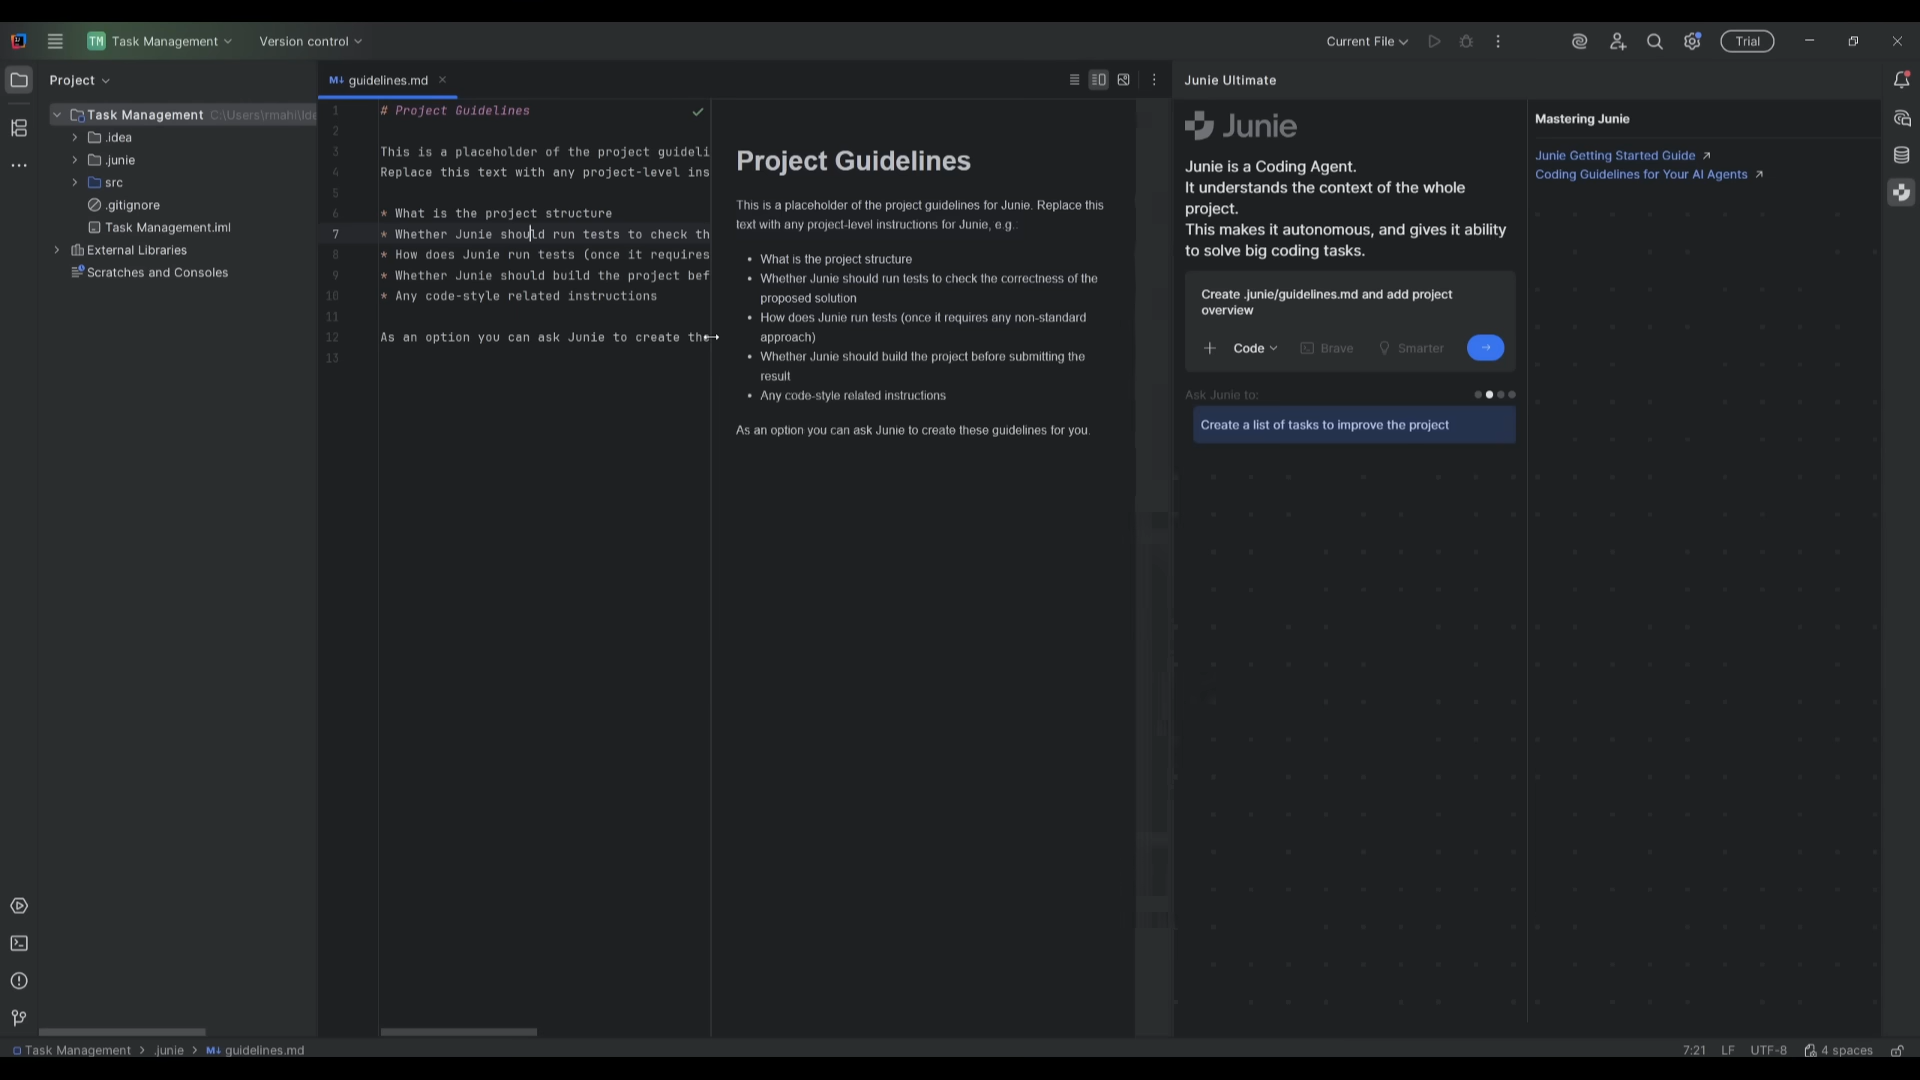 TM Task Management
Version control
Current File
Trial
Project
Task Management C:\Users\rmahi\Ide
.idea
.junie
src
.gitignore
Task Management.iml
External Libraries
Scratches and Consoles
M↓ guidelines.md
1 # Project Guidelines
2
3 This is a placeholder of the project guideli
4 Replace this text with any project-level ins
5
6 * What is the project structure
7 * Whether Junie should run tests to check th
8 * How does Junie run tests (once it requires
9 * Whether Junie should build the project bef
10 * Any code-style related instructions
11
12 As an option you can ask Junie to create the
13
Project Guidelines
This is a placeholder of the project guidelines for Junie. Replace this
text with any project-level instructions for Junie, e.g.:
• What is the project structure
• Whether Junie should run tests to check the correctness of the
proposed solution
• How does Junie run tests (once it requires any non-standard
approach)
• Whether Junie should build the project before submitting the
result
• Any code-style related instructions
As an option you can ask Junie to create these guidelines for you.
Junie Ultimate
Junie
Junie is a Coding Agent.
It understands the context of the whole
project.
This makes it autonomous, and gives it ability
to solve big coding tasks.
Create .junie/guidelines.md and add project
overview
Code Brave Smarter
Ask Junie to:
Create a list of tasks to improve the project
Mastering Junie
Junie Getting Started Guide ↗
Coding Guidelines for Your AI Agents ↗
Task Management > .junie > M↓ guidelines.md
7:21 LF UTF-8 4 spaces